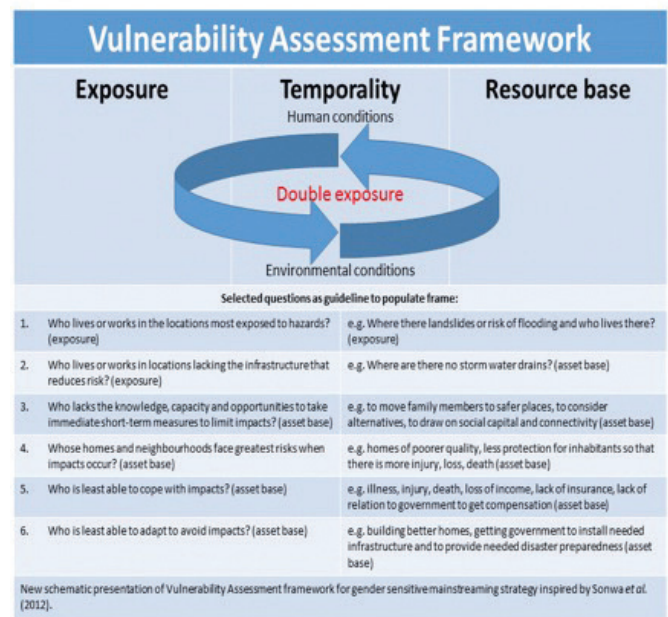 Vulnerability Assessment Framework
Exposure
Temporality
Resource base
Human conditions
Double exposure
Environmental conditions
Selected questions as guideline to populate frame:
1. Who lives or works in the locations most exposed to hazards?
(exposure)
e.g. Where there landslides or risk of flooding and who lives there?
(exposure)
2. Who lives or works in locations lacking the infrastructure that
reduces risk? (exposure)
e.g. Where are there no storm water drains? (asset base)
3. Who lacks the knowledge, capacity and opportunities to take
immediate short-term measures to limit impacts? (asset base)
e.g. to move family members to safer places, to consider
alternatives, to draw on social capital and connectivity (asset base)
4. Whose homes and neighbourhoods face greatest risks when
impacts occur? (asset base)
e.g. homes of poorer quality, less protection for inhabitants so that
there is more injury, loss, death (asset base)
5. Who is least able to cope with impacts? (asset base)
e.g. illness, injury, death, loss of income, lack of insurance, lack of
relation to government to get compensation (asset base)
6. Who is least able to adapt to avoid impacts? (asset base)
e.g. building better homes, getting government to install needed
infrastructure and to provide needed disaster preparedness (asset
base)
New schematic presentation of Vulnerability Assessment framework for gender sensitive mainstreaming strategy inspired by Sonwa et al.
(2012).